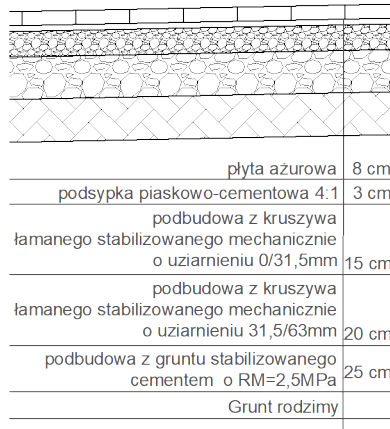 płyta ażurowa 8 cm
podsypka piaskowo-cementowa 4:1 3 cm
podbudowa z kruszywa
łamanego stabilizowanego mechanicznie
o uziarnieniu 0/31,5mm 15 cm
podbudowa z kruszywa
łamanego stabilizowanego mechanicznie
o uziarnieniu 31,5/63mm 20 cm
podbudowa z gruntu stabilizowanego
cementem o RM=2,5MPa 25 cm
Grunt rodzimy